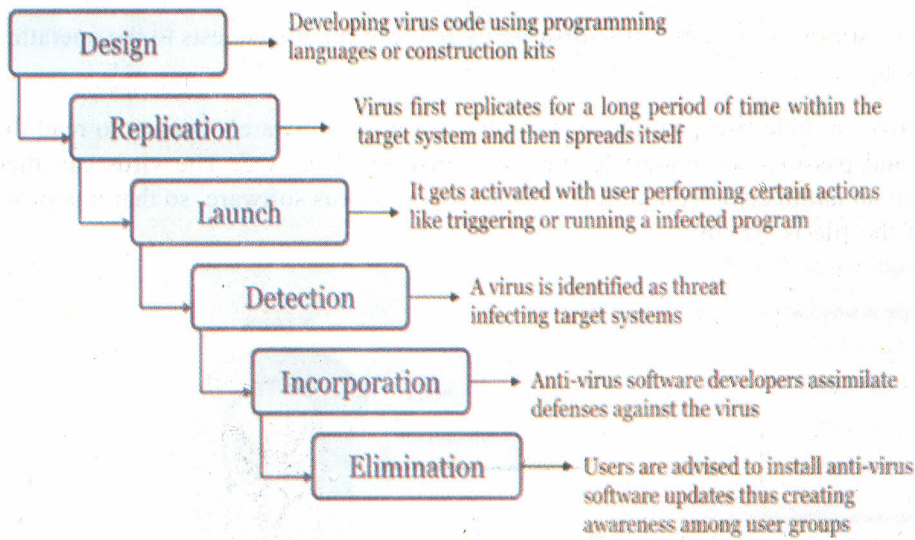 Design
Developing virus code using programming
languages or construction kits
Replication
Virus first replicates for a long period of time within the
target system and then spreads itself
Launch
It gets activated with user performing certain actions
like triggering or running a infected program
Detection
A virus is identified as threat
infecting target systems
Incorporation
Anti-virus software developers assimilate
defenses against the virus
Elimination
Users are advised to install anti-virus
software updates thus creating
awareness among user groups